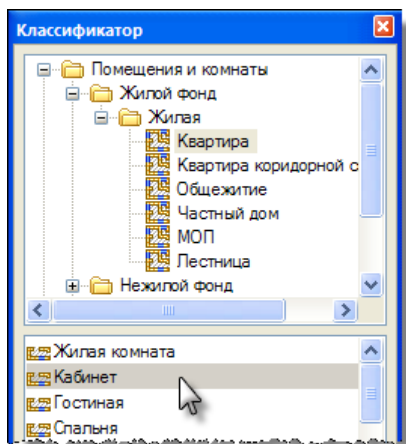 Классификатор
Помещения и комнаты
Жилой фонд
Жилая
Квартира
Квартира коридорной с
Общежитие
Частный дом
МОП
Лестница
Нежилой фонд
Жилая комната
Кабинет
Гостиная
Спальня